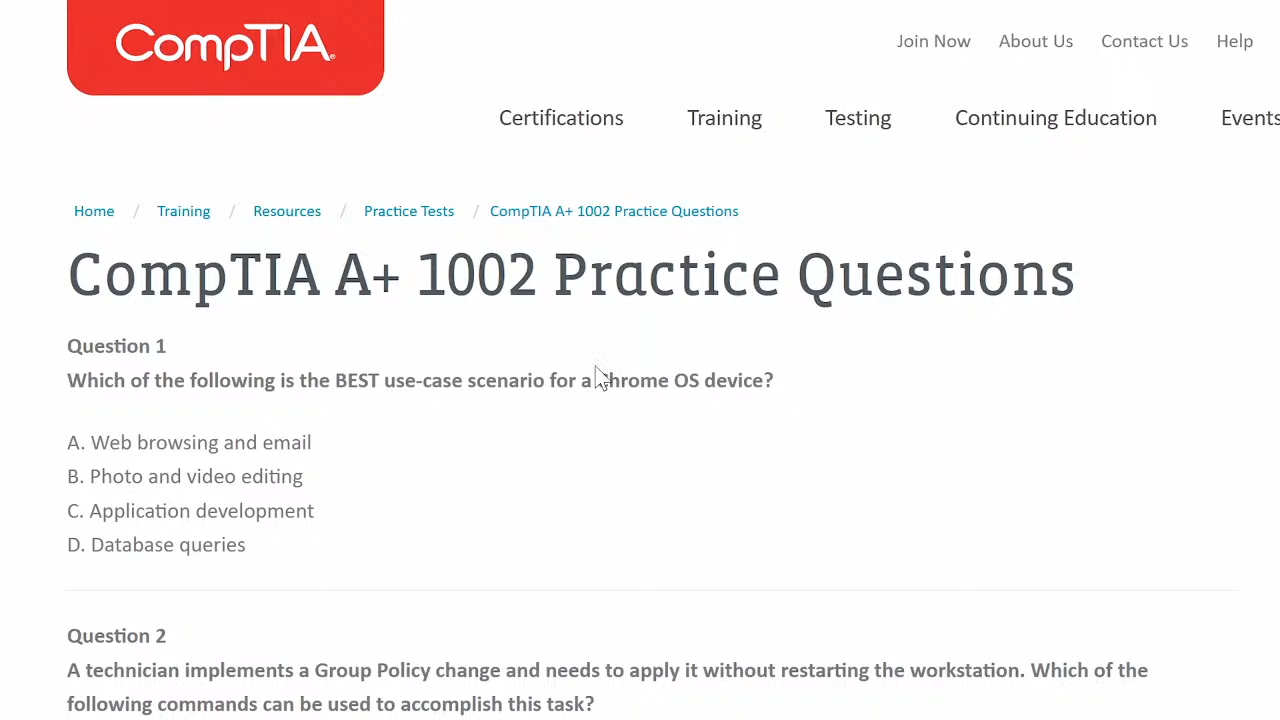 CompTIA®
Join Now About Us Contact Us Help
Certifications Training Testing Continuing Education Events
Home / Training / Resources / Practice Tests / CompTIA A+ 1002 Practice Questions
CompTIA A+ 1002 Practice Questions
Question 1
Which of the following is the BEST use-case scenario for a Chrome OS device?
A. Web browsing and email
B. Photo and video editing
C. Application development
D. Database queries
Question 2
A technician implements a Group Policy change and needs to apply it without restarting the workstation. Which of the
following commands can be used to accomplish this task?